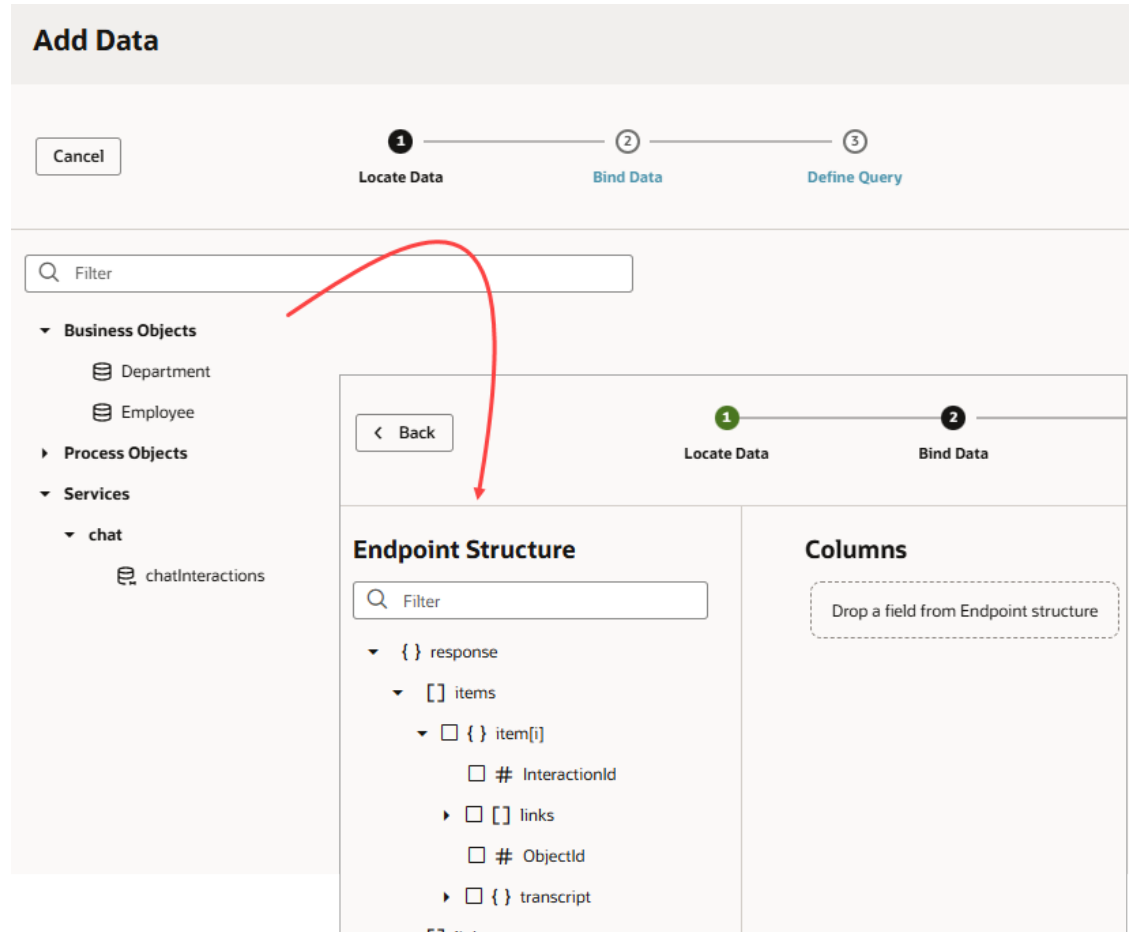 Add Data
Cancel
1
2
3
Locate Data
Bind Data
Define Query
Filter
Business Objects
Department
Employee
Process Objects
Services
chat
chatInteractions
Back
1
2
Locate Data
Bind Data
Endpoint Structure
Filter
{ } response
[ ] items
{ } item[i]
# InteractionId
[ ] links
# ObjectId
{ } transcript
Columns
Drop a field from Endpoint structure